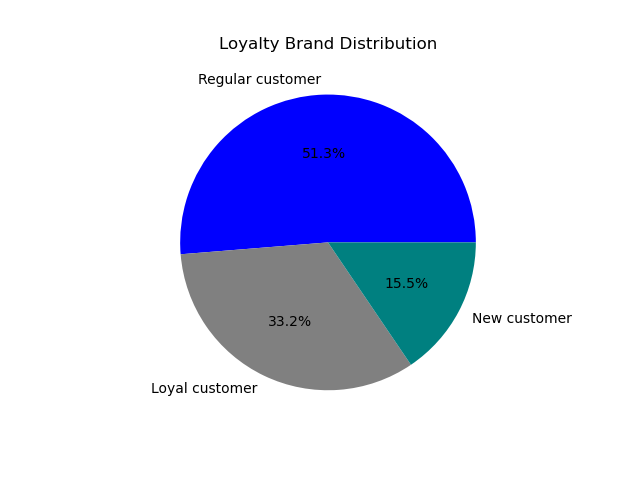 Loyalty Brand Distribution
Regular customer
51.3%
15.5%
New customer
33.2%
Loyal customer